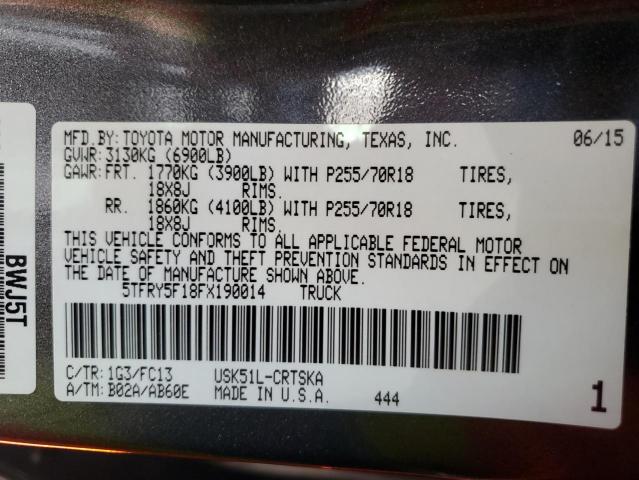 MFD.BY: TOYOTA MOTOR MANUFACTURING, TEXAS, INC. 06/15
GVWR: 3130KG (6900LB)
GAWR: FRT. 1770KG (3900LB) WITH P255/70R18 TIRES,
18X8J RIMS.
RR. 1860KG (4100LB) WITH P255/70R18 TIRES,
18X8J RIMS.
THIS VEHICLE CONFORMS TO ALL APPLICABLE FEDERAL MOTOR
VEHICLE SAFETY AND THEFT PREVENTION STANDARDS IN EFFECT ON
THE DATE OF MANUFACTURE SHOWN ABOVE.
5TFRY5F18FX190014 TRUCK
C/TR: 1G3/FC13 USK51L-CRTSKA
A/TM: B02A/AB60E MADE IN U.S.A. 444 1
BWJ5T